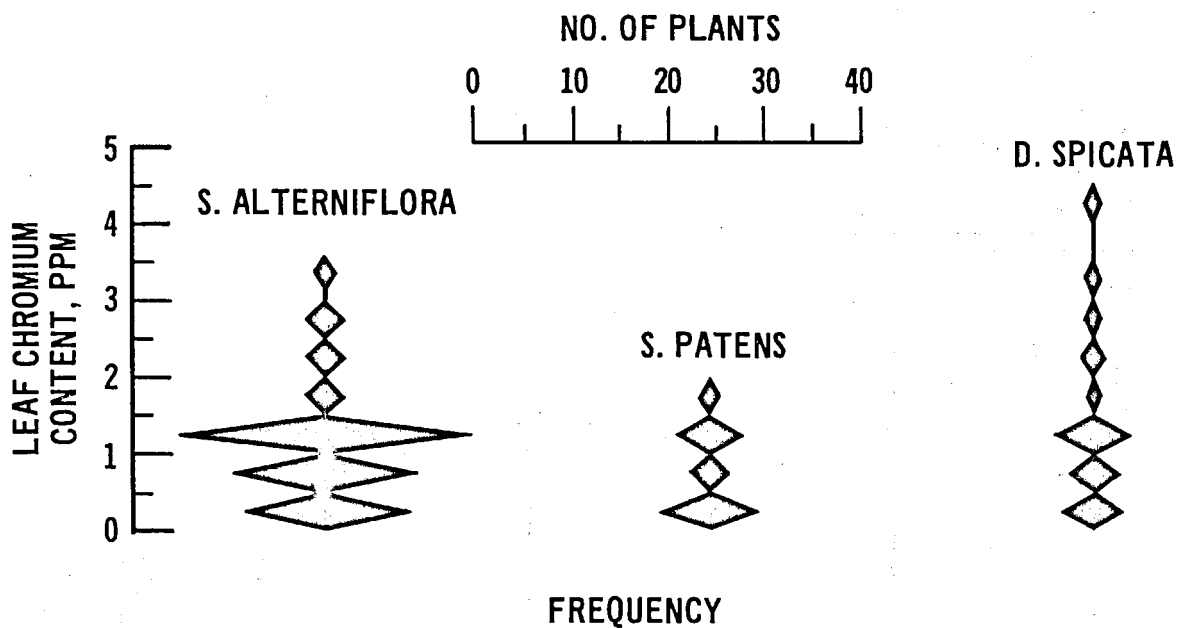 NO. OF PLANTS
0 10 20 30 40
D. SPICATA
S. ALTERNIFLORA
S. PATENS
LEAF CHROMIUM
CONTENT, PPM
5
4
3
2
1
0
FREQUENCY